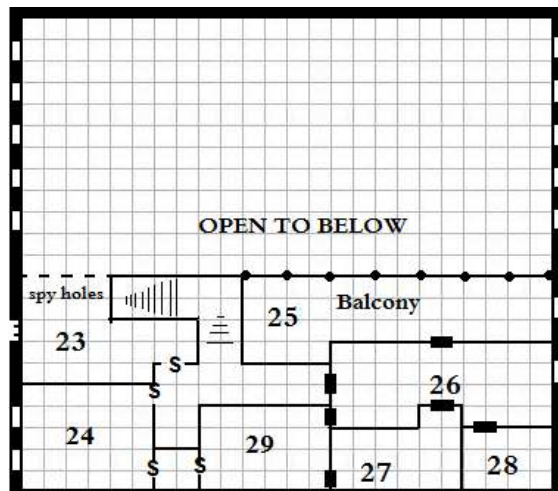 OPEN TO BELOW
spy holes
25
Balcony
23
S
S
26
24
29
S
S
27
28